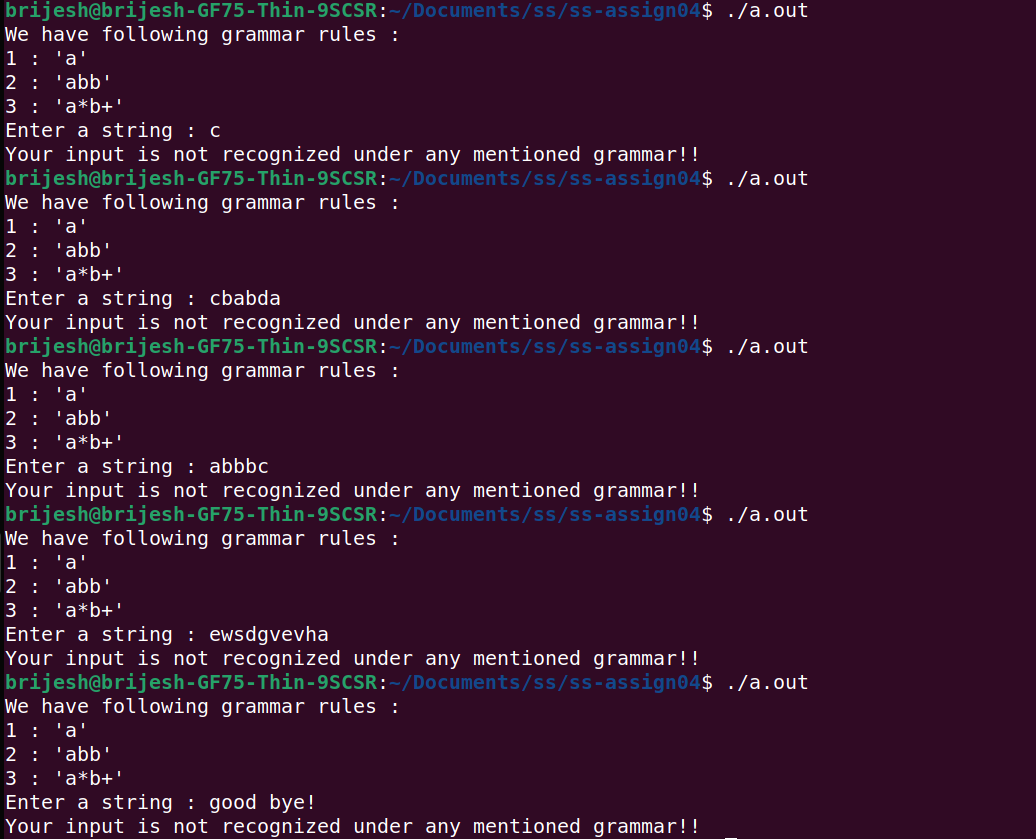 brijesh@brijesh-GF75-Thin-9SCSR:~/Documents/ss/ss-assign04$ ./a.out
We have following grammar rules :
1 : 'a'
2 : 'abb'
3 : 'a*b+'
Enter a string : c
Your input is not recognized under any mentioned grammar!!
brijesh@brijesh-GF75-Thin-9SCSR:~/Documents/ss/ss-assign04$ ./a.out
We have following grammar rules :
1 : 'a'
2 : 'abb'
3 : 'a*b+'
Enter a string : cbabda
Your input is not recognized under any mentioned grammar!!
brijesh@brijesh-GF75-Thin-9SCSR:~/Documents/ss/ss-assign04$ ./a.out
We have following grammar rules :
1 : 'a'
2 : 'abb'
3 : 'a*b+'
Enter a string : abbbc
Your input is not recognized under any mentioned grammar!!
brijesh@brijesh-GF75-Thin-9SCSR:~/Documents/ss/ss-assign04$ ./a.out
We have following grammar rules :
1 : 'a'
2 : 'abb'
3 : 'a*b+'
Enter a string : ewsdgvevha
Your input is not recognized under any mentioned grammar!!
brijesh@brijesh-GF75-Thin-9SCSR:~/Documents/ss/ss-assign04$ ./a.out
We have following grammar rules :
1 : 'a'
2 : 'abb'
3 : 'a*b+'
Enter a string : good bye!
Your input is not recognized under any mentioned grammar!!